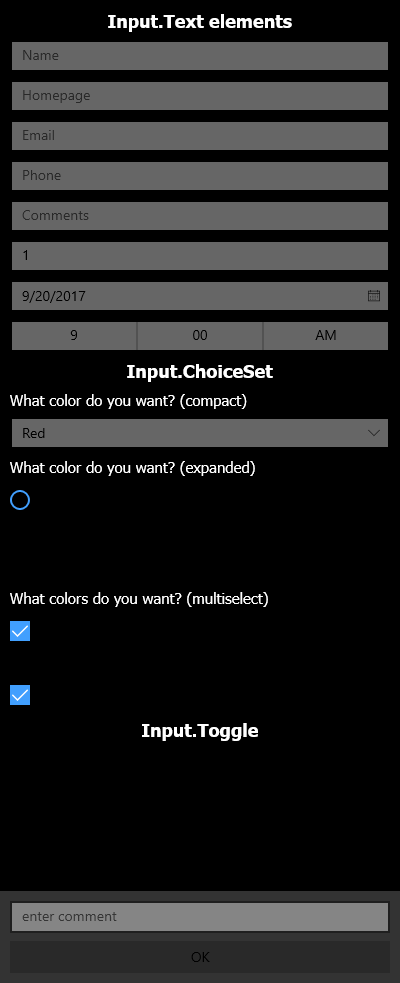 Input.Text elements
Name
Homepage
Email
Phone
Comments
1
9/20/2017
9 00 AM
Input.ChoiceSet
What color do you want? (compact)
Red
What color do you want? (expanded)
What colors do you want? (multiselect)
Input.Toggle
enter comment
OK